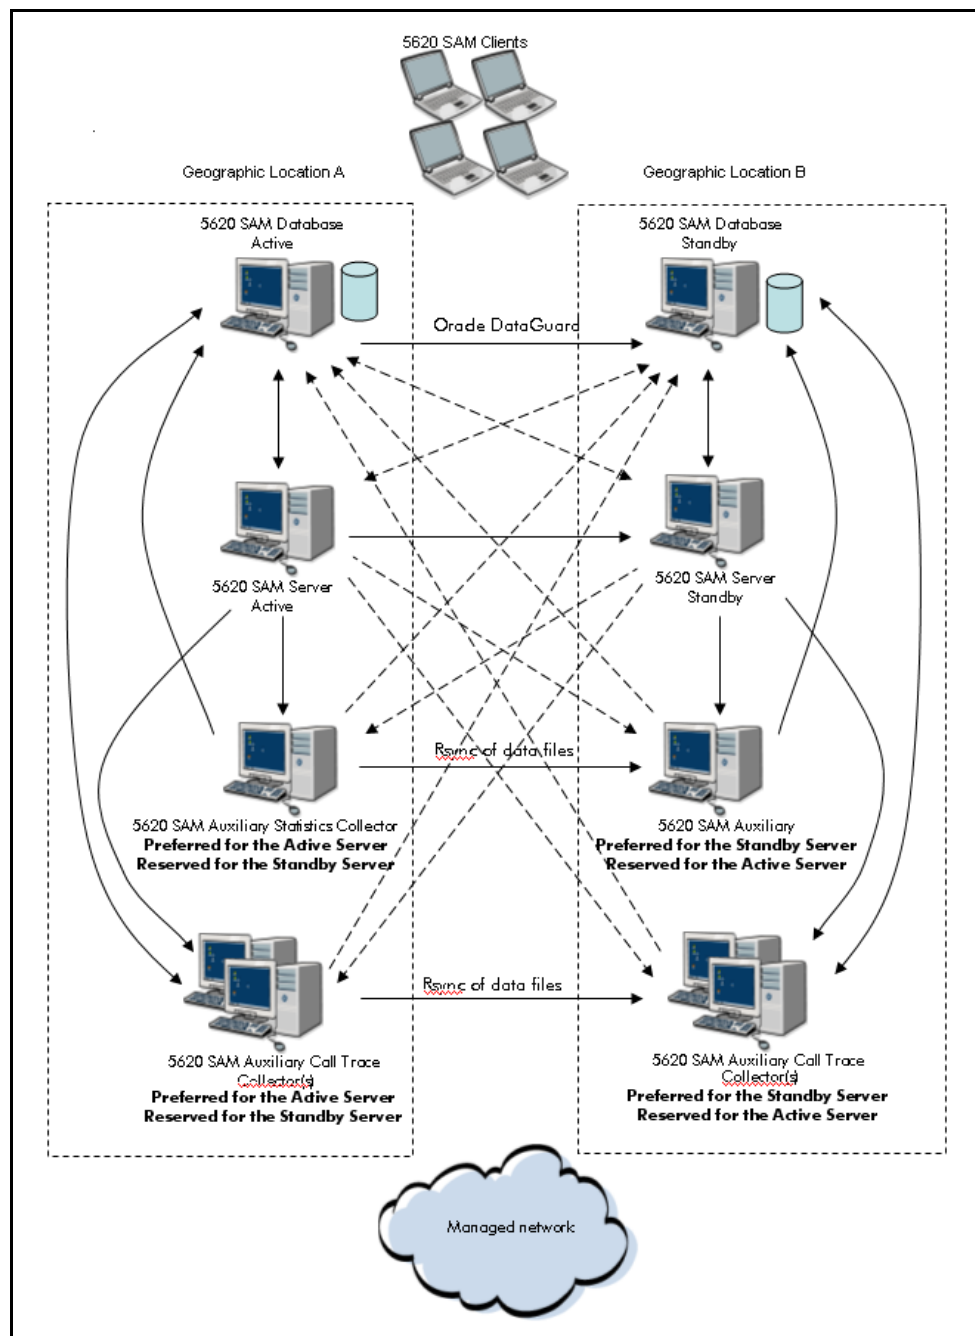 5620 SAM Clients
Geographic Location A
Geographic Location B
5620 SAM Database
Active
5620 SAM Database
Standby
Oracle DataGuard
5620 SAM Server
Active
5620 SAM Server
Standby
Rsync of data files
5620 SAM Auxiliary Statistics Collector
Preferred for the Active Server
Reserved for the Standby Server
5620 SAM Auxiliary
Preferred for the Standby Server
Reserved for the Active Server
Rsync of data files
5620 SAM Auxiliary Call Trace
Collector(s)
Preferred for the Active Server
Reserved for the Standby Server
5620 SAM Auxiliary Call Trace
Collector(s)
Preferred for the Standby Server
Reserved for the Active Server
Managed network